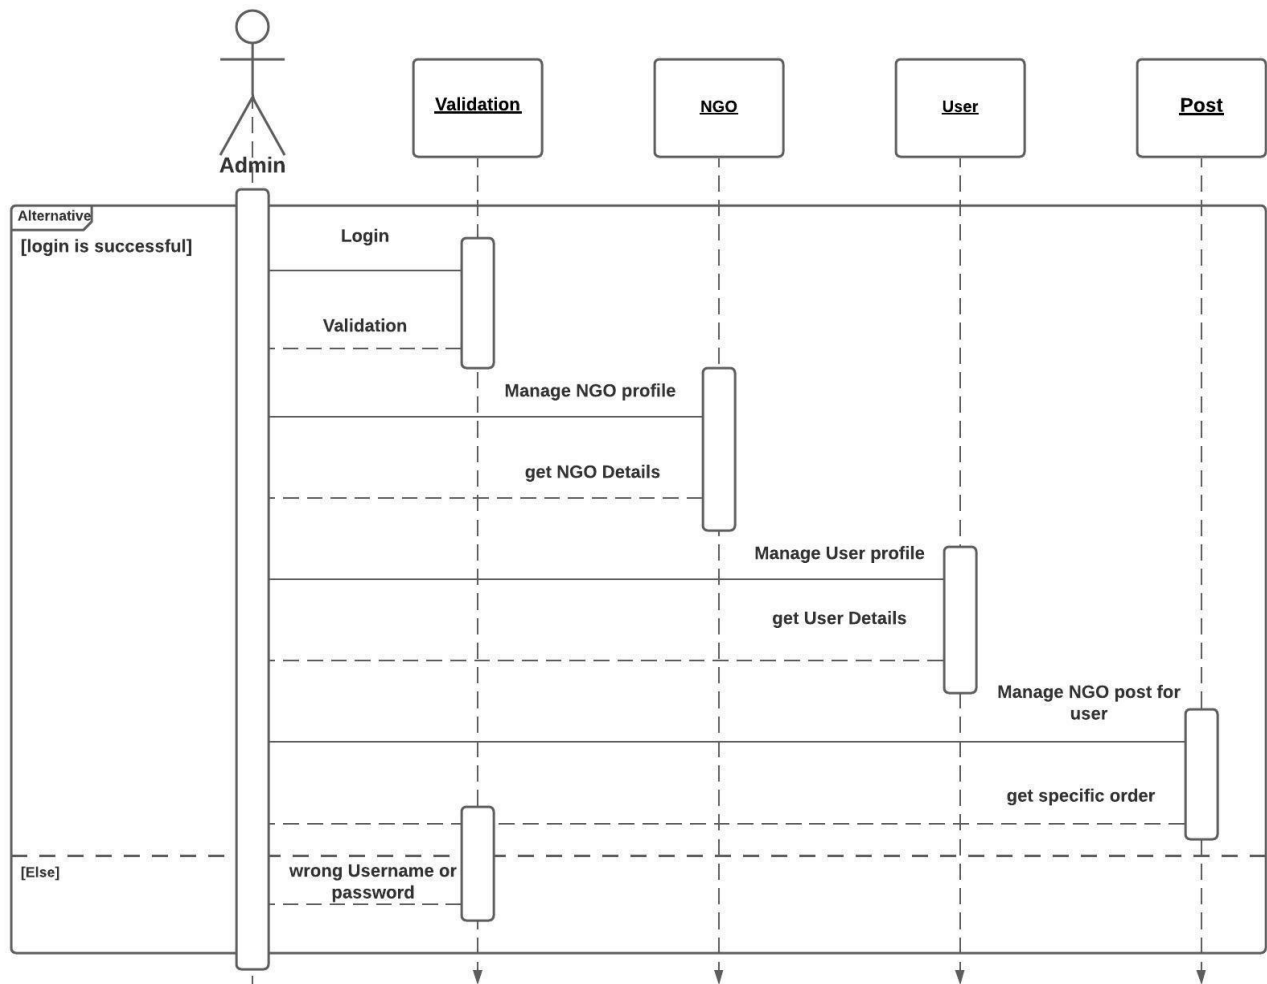 Admin
Validation
NGO
User
Post
Alternative
[login is successful]
Login
Validation
Manage NGO profile
get NGO Details
Manage User profile
get User Details
Manage NGO post for
user
get specific order
[Else]
wrong Username or
password